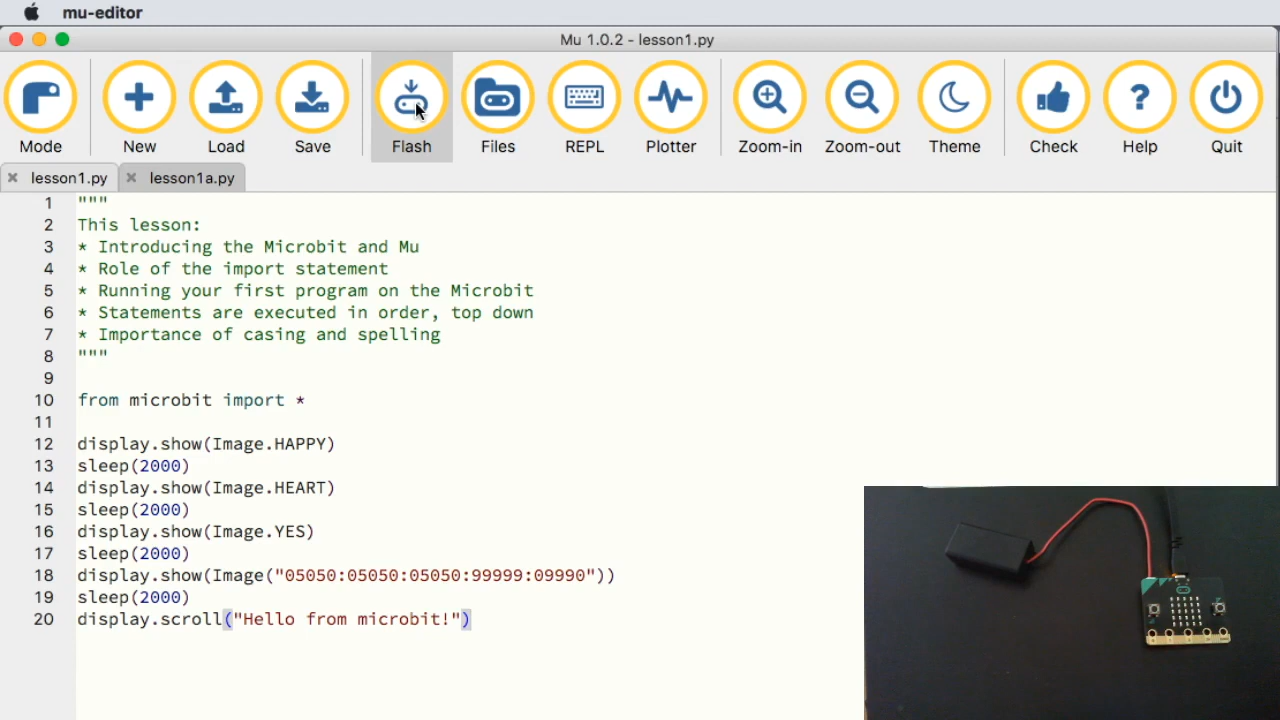 mu-editor
Mu 1.0.2 - lesson1.py
Mode New Load Save Flash Files REPL Plotter Zoom-in Zoom-out Theme Check Help Quit
lesson1.py lesson1a.py
1 """
2 This lesson:
3 * Introducing the Microbit and Mu
4 * Role of the import statement
5 * Running your first program on the Microbit
6 * Statements are executed in order, top down
7 * Importance of casing and spelling
8 """
9
10 from microbit import *
11
12 display.show(Image.HAPPY)
13 sleep(2000)
14 display.show(Image.HEART)
15 sleep(2000)
16 display.show(Image.YES)
17 sleep(2000)
18 display.show(Image("05050:05050:05050:99999:09990"))
19 sleep(2000)
20 display.scroll("Hello from microbit!")